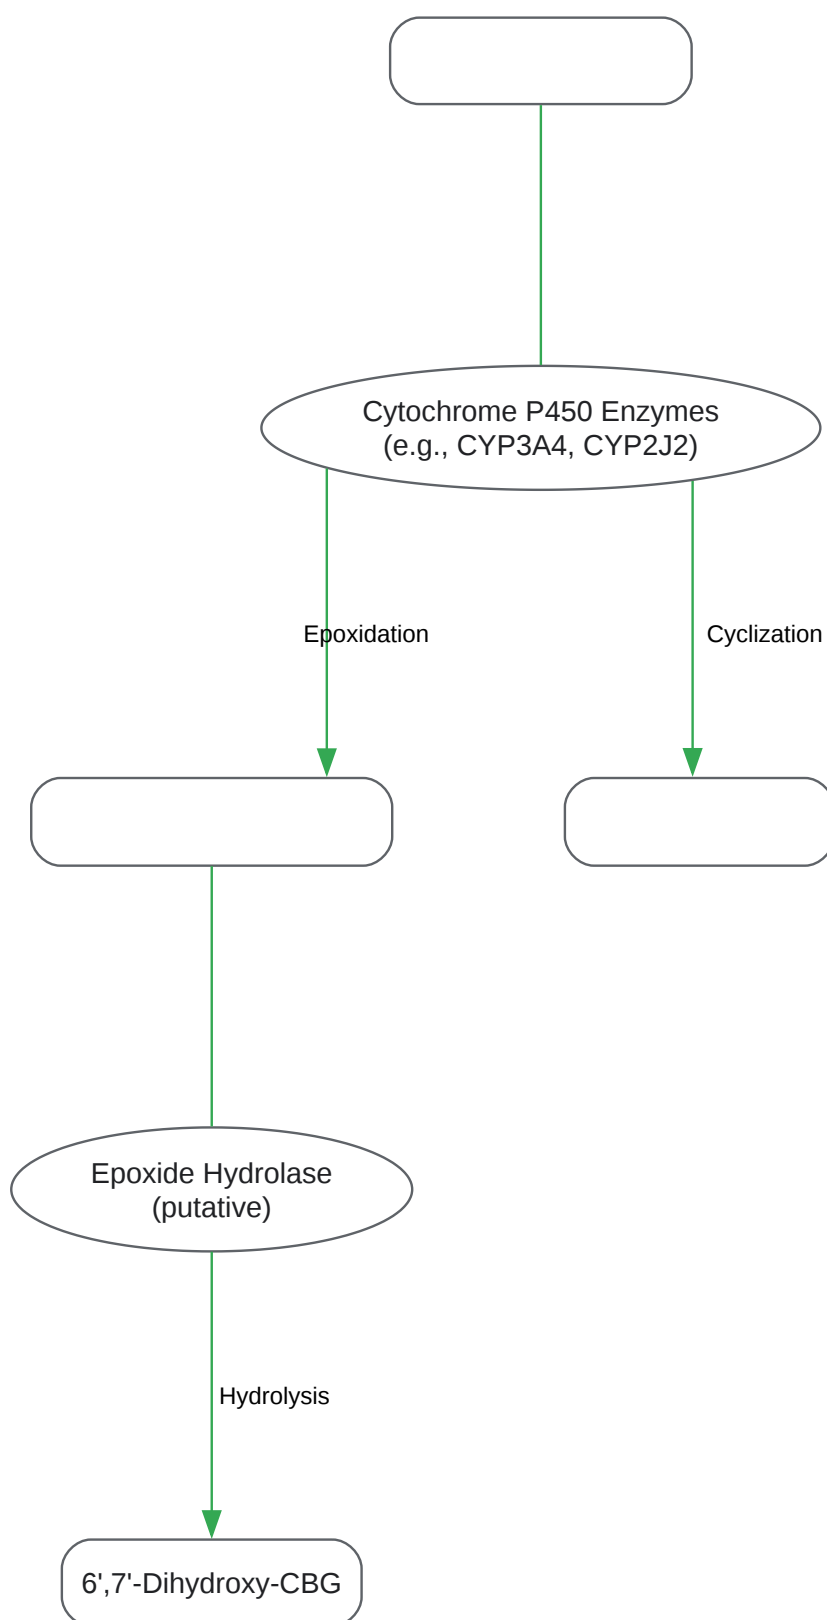 Cytochrome P450 Enzymes
(e.g., CYP3A4, CYP2J2)
Epoxidation
Cyclization
Epoxide Hydrolase
(putative)
Hydrolysis
6',7'-Dihydroxy-CBG